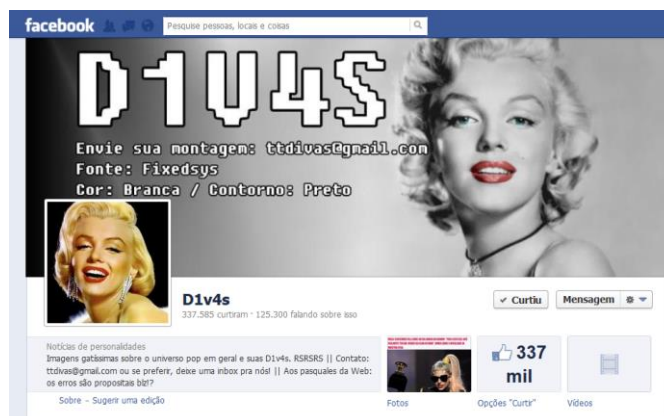 facebook
Pesquise pessoas, locais e coisas
D1V4S
Envie sua montagem: ttdivas@gmail.com
Fonte: Fixedsys
Cor: Branca / Contorno: Preto
D1v4s
337.585 curtiram · 125.300 falando sobre isso
Curtiu
Mensagem
Notícias de personalidades
Imagens gatíssimas sobre o universo pop em geral e suas D1v4s. RSRSRS || Contato:
ttdivas@gmail.com ou se preferir, deixe uma inbox pra nós! || Aos pasquales da Web:
os erros são propositais blz!?
Sobre - Sugerir uma edição
Fotos
337
mil
Opções "Curtir"
Vídeos